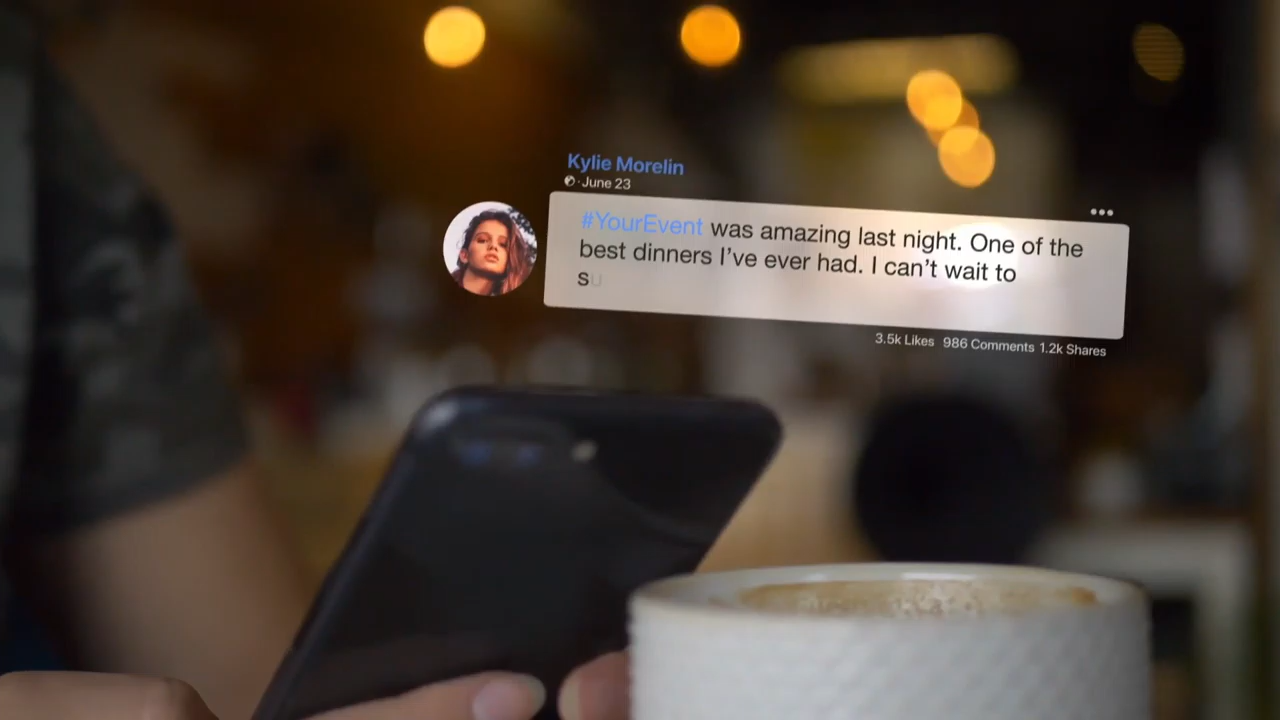 Kylie Morelin
· June 23
#YourEvent was amazing last night. One of the
best dinners I've ever had. I can't wait to
su
3.5k Likes 986 Comments 1.2k Shares